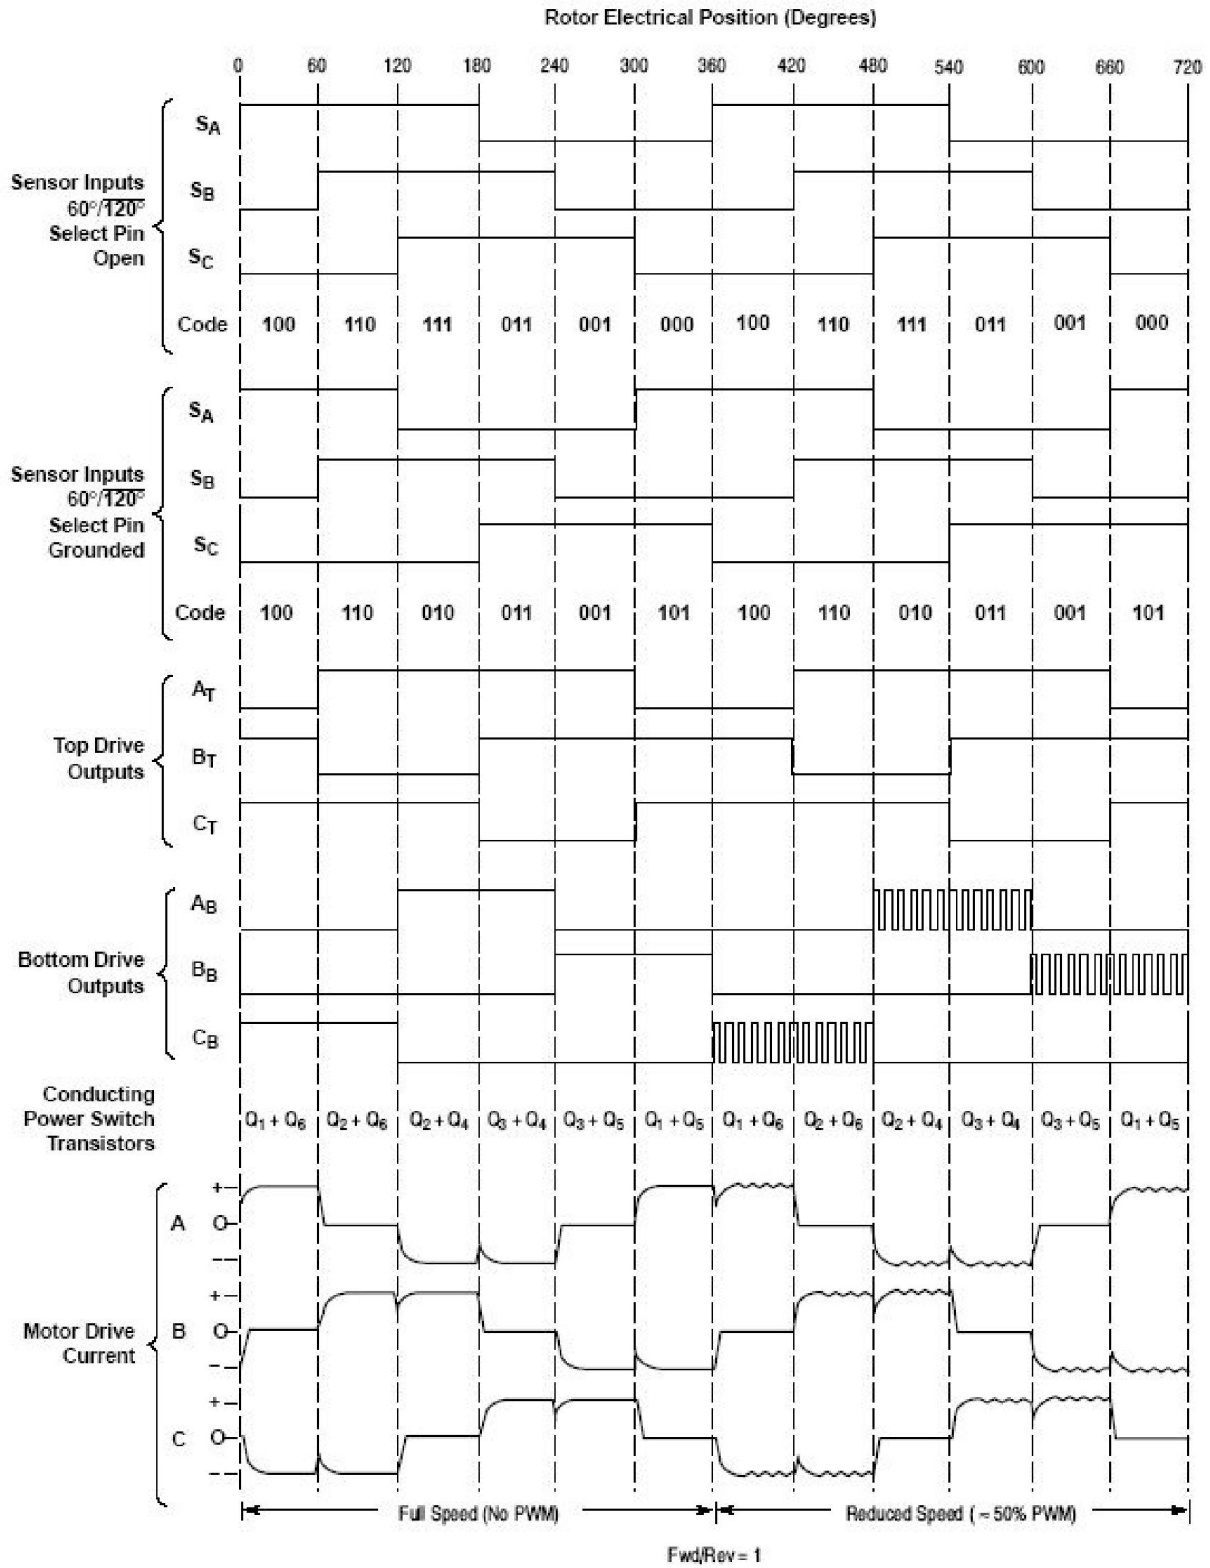 Rotor Electrical Position (Degrees)
0 60 120 180 240 300 360 420 480 540 600 660 720
Sensor Inputs
60°/120°
Select Pin
Open
SA
SB
SC
Code 100 110 111 011 001 000 100 110 111 011 001 000
Sensor Inputs
60°/120°
Select Pin
Grounded
SA
SB
SC
Code 100 110 010 011 001 101 100 110 010 011 001 101
Top Drive
Outputs
AT
BT
CT
Bottom Drive
Outputs
AB
BB
CB
Conducting
Power Switch
Transistors
Q1 + Q6 Q2 + Q6 Q2 + Q4 Q3 + Q4 Q3 + Q5 Q1 + Q5 Q1 + Q6 Q2 + Q6 Q2 + Q4 Q3 + Q4 Q3 + Q5 Q1 + Q5
Motor Drive
Current
+
A O
–
+
B O
–
+
C O
–
Full Speed (No PWM) Reduced Speed ( ≈ 50% PWM)
Fwd/Rev = 1